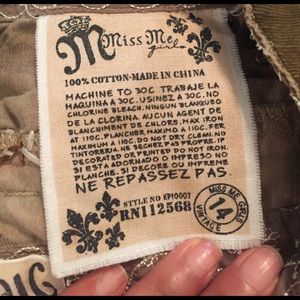 M Miss Me
girl
100% COTTON-MADE IN CHINA
MACHINE TO 30C TRABAJE LA
MAQUINA A 30C. USINEZ A 30C. NO
CHLORINE BLEACH. NINGUN BLANQUEO
DE LA CLORINA. AUCUN AGENT DE
BLANCHIMENT DE CHLORE. MAX IRON
AT 110C. PLANCHER MAXIMO A 110C. FER
MAXIMUM A 110C. DO NOT DRY CLEAN. NO
TINTORERIA. NE SECHEZ PAS PROPRE. IF
DECORATED OR PRINTED DO NOT IRON
SI ESTA ADORNADO O IMPRESO NO
PLANCHE. SI DECORE OU IMPRIME
NE REPASSEZ PAS.
STYLE NO KP10007
RN112568
MISS ME GIRL
14
VINTAGE